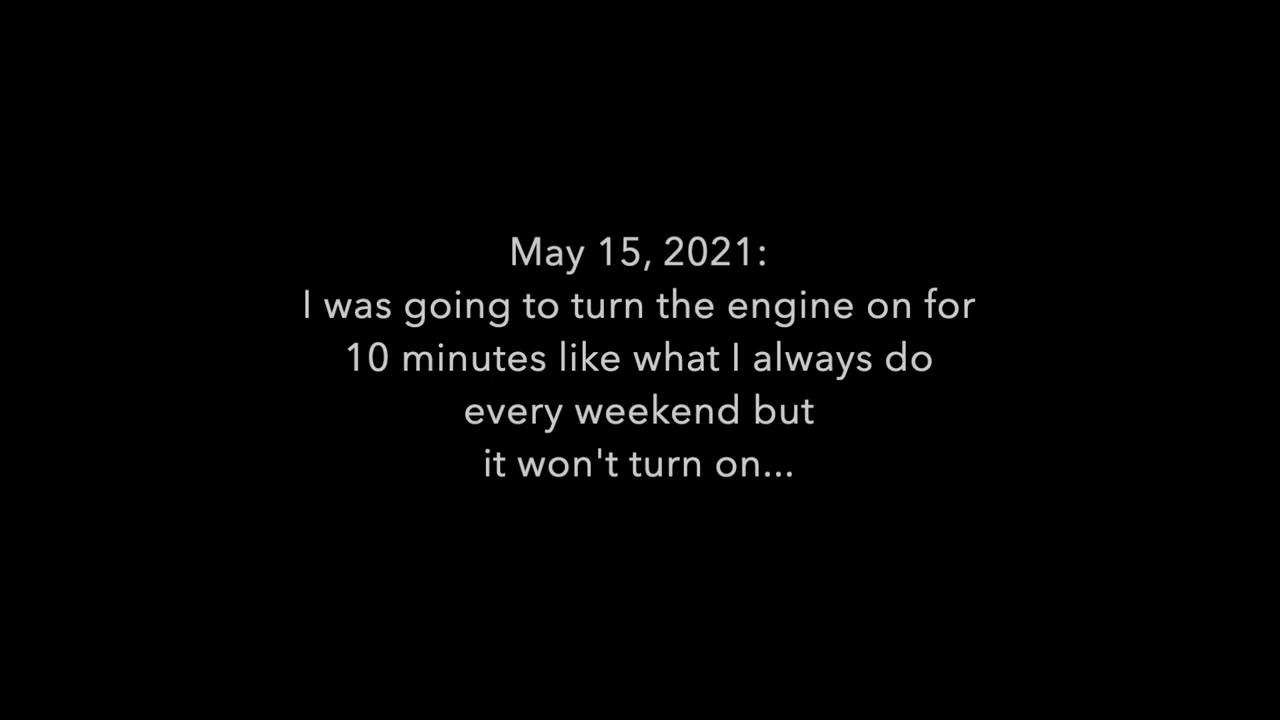 May 15, 2021:
I was going to turn the engine on for
10 minutes like what I always do
every weekend but
it won't turn on...